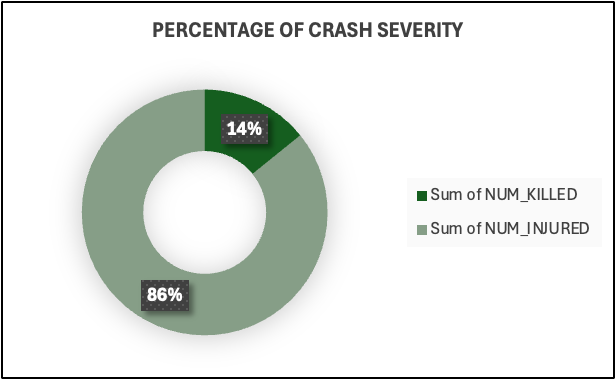 PERCENTAGE OF CRASH SEVERITY
14%
86%
Sum of NUM_KILLED
Sum of NUM_INJURED